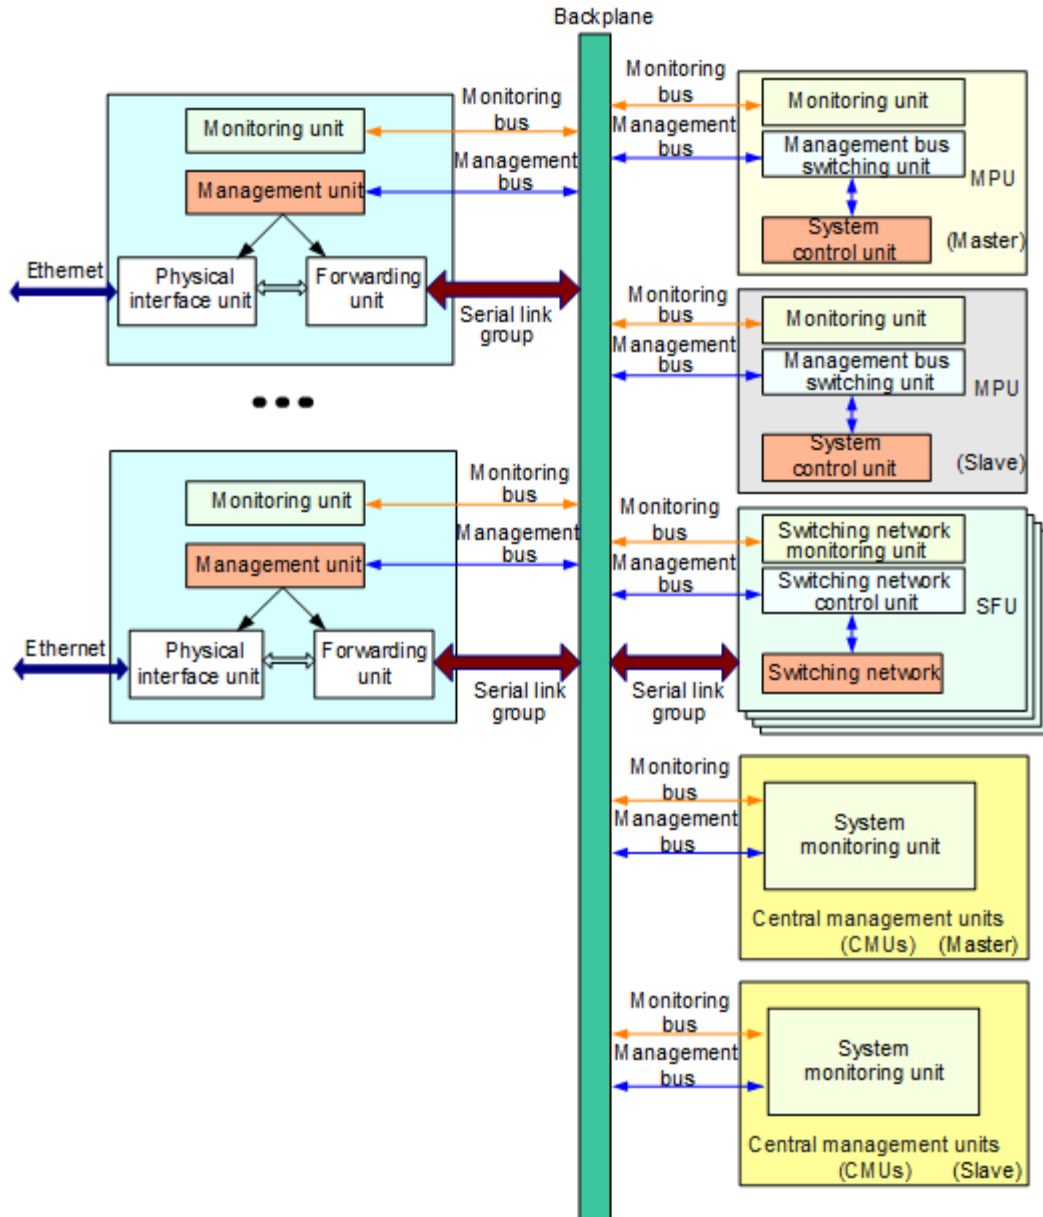 Backplane
Monitoring
bus
Monitoring unit
Management
bus
Management unit
Ethernet
Physical
interface unit
Forwarding
unit
Serial link
group
Monitoring
bus
Monitoring unit
Management
bus
Management unit
Ethernet
Physical
interface unit
Forwarding
unit
Serial link
group
Monitoring
bus
Monitoring unit
Management
bus
Management bus
switching unit
MPU
System
control unit
(Master)
Monitoring
bus
Monitoring unit
Management
bus
Management bus
switching unit
MPU
System
control unit
(Slave)
Monitoring
bus
Switching network
monitoring unit
Management
bus
Switching network
control unit
SFU
Switching network
Serial link
group
Monitoring
bus
Management
bus
System
monitoring unit
Central management units
(CMUs) (Master)
Monitoring
bus
Management
bus
System
monitoring unit
Central management units
(CMUs) (Slave)